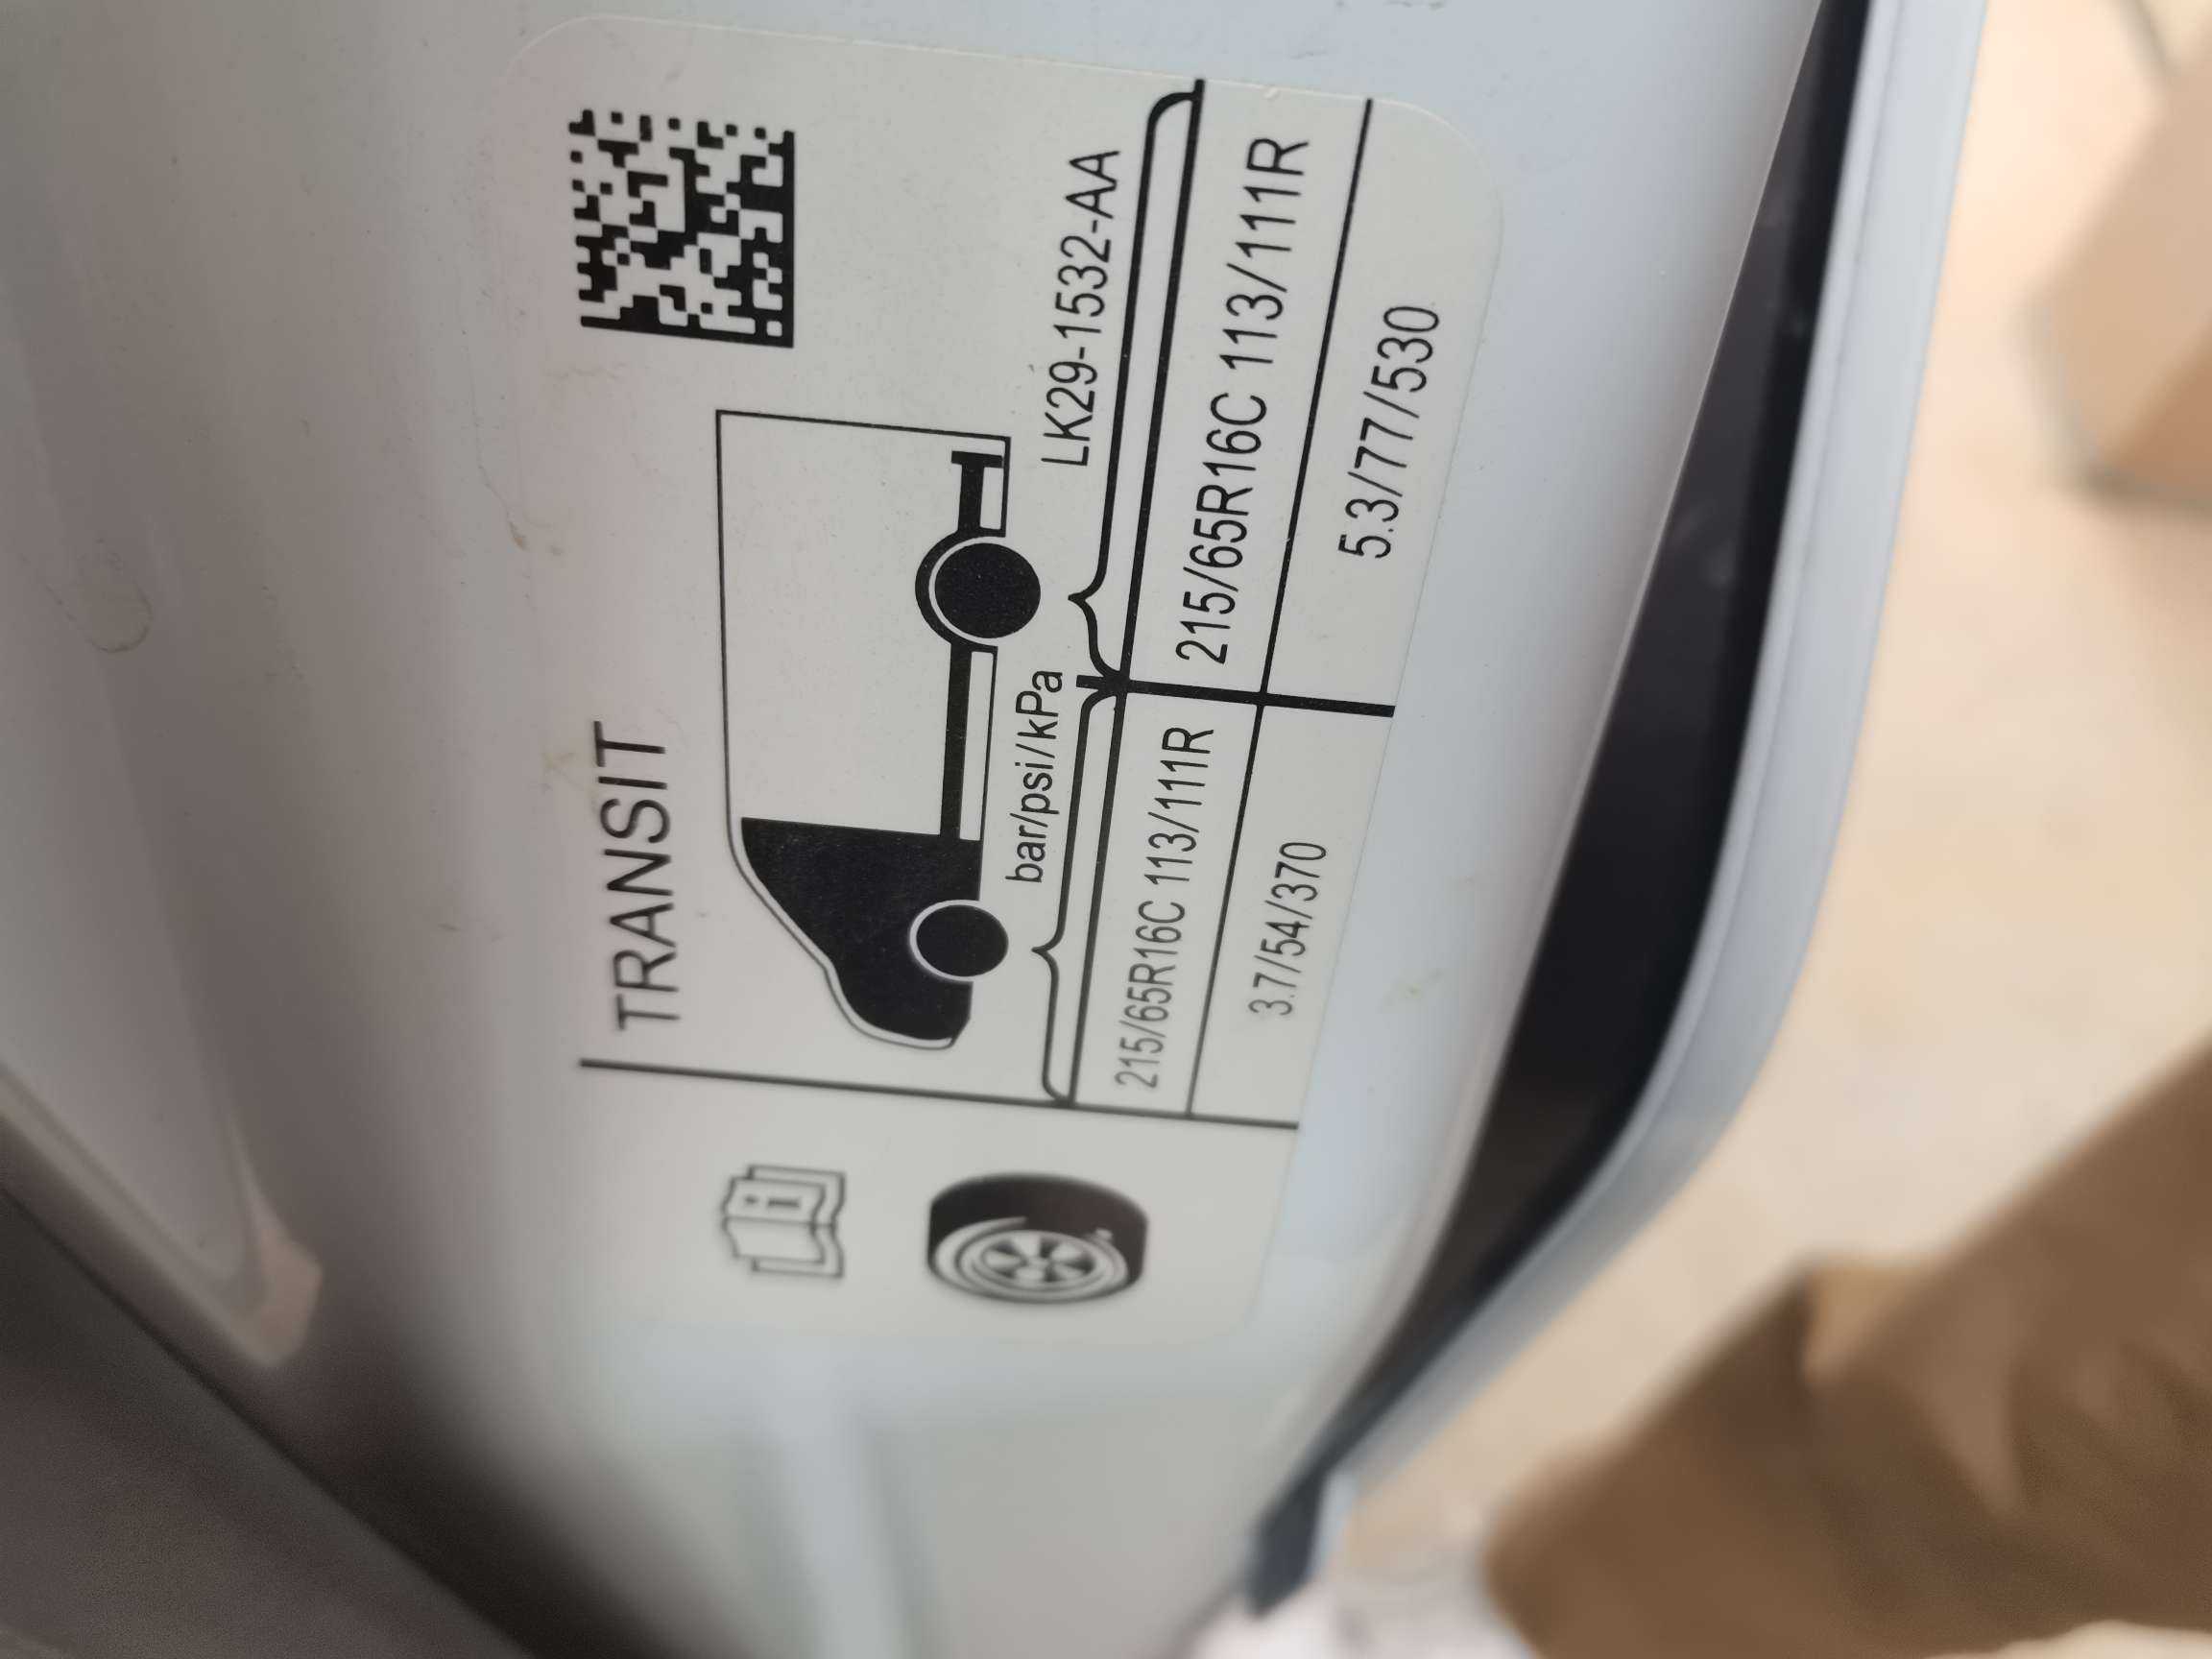 TRANSIT
LK29-1532-AA
bar/psi/kPa
215/65R16C 113/111R
215/65R16C 113/111R
3.7/54/370
5.3/77/530